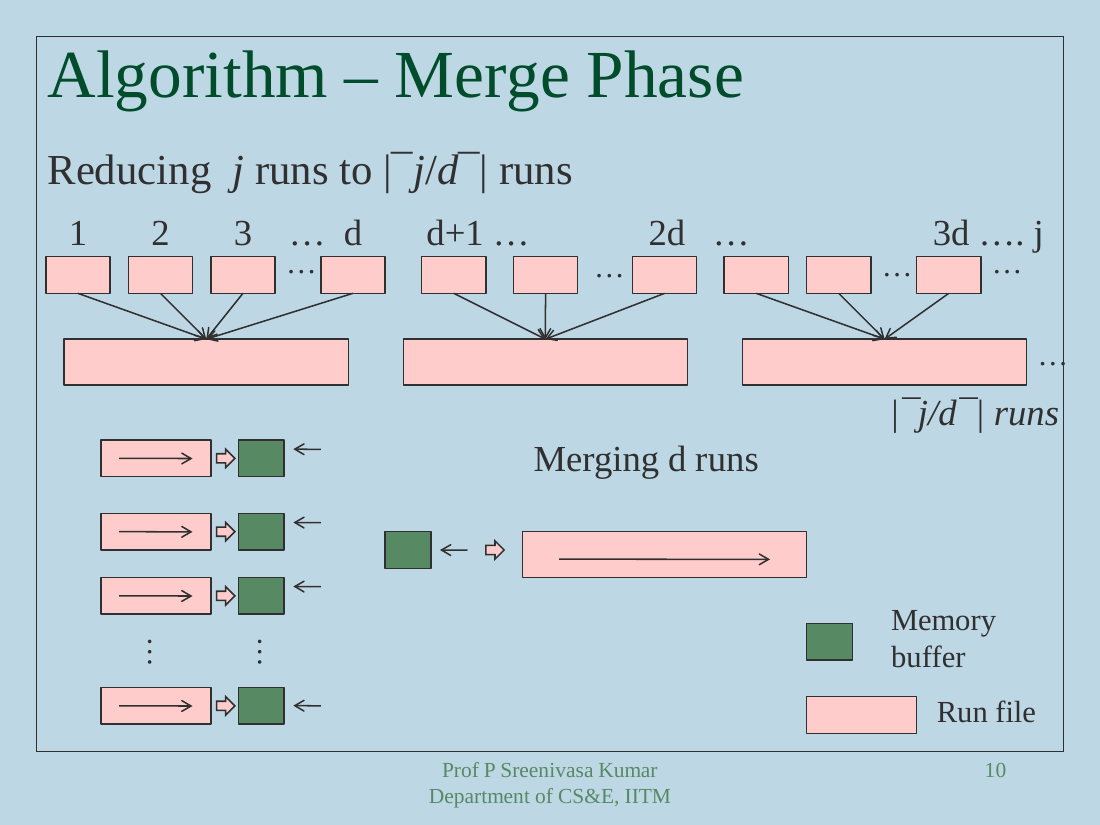 Algorithm – Merge Phase
Reducing j runs to |‾j/d‾| runs
1 2 3 … d d+1 … 2d … 3d …. j
… … … …
…
|‾j/d‾| runs
Merging d runs
⋮ ⋮
Memory
buffer
Run file
Prof P Sreenivasa Kumar
Department of CS&E, IITM
10